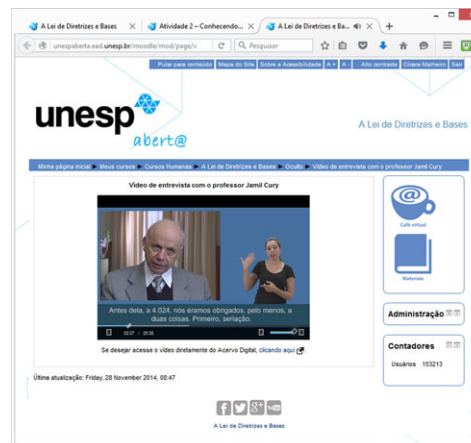 A Lei de Diretrizes e Bases
Atividade 2 – Conhecendo...
A Lei de Diretrizes e Ba...
unespaberta.ead.unesp.br/moodle/mod/page/v
Pesquisar
Pular para conteúdo
Mapa do Site
Sobre a Acessibilidade
A +
A -
Alto contraste
Cícera Malheiro
Sair
unesp
abert@
A Lei de Diretrizes e Bases
Minha página inicial ► Meus cursos ► Cursos Humanas ► A Lei de Diretrizes e Bases ► Oculto ► Vídeo de entrevista com o professor Jamil Cury
Vídeo de entrevista com o professor Jamil Cury
Antes dela, a 4.024, nós éramos obrigados, pelo menos, a
duas coisas. Primeiro, seriação.
Se desejar acesse o vídeo diretamente do Acervo Digital, clicando aqui
Café virtual
Materiais
Administração
Contadores
Usuários 153213
Última atualização: Friday, 28 November 2014, 08:47
A Lei de Diretrizes e Bases